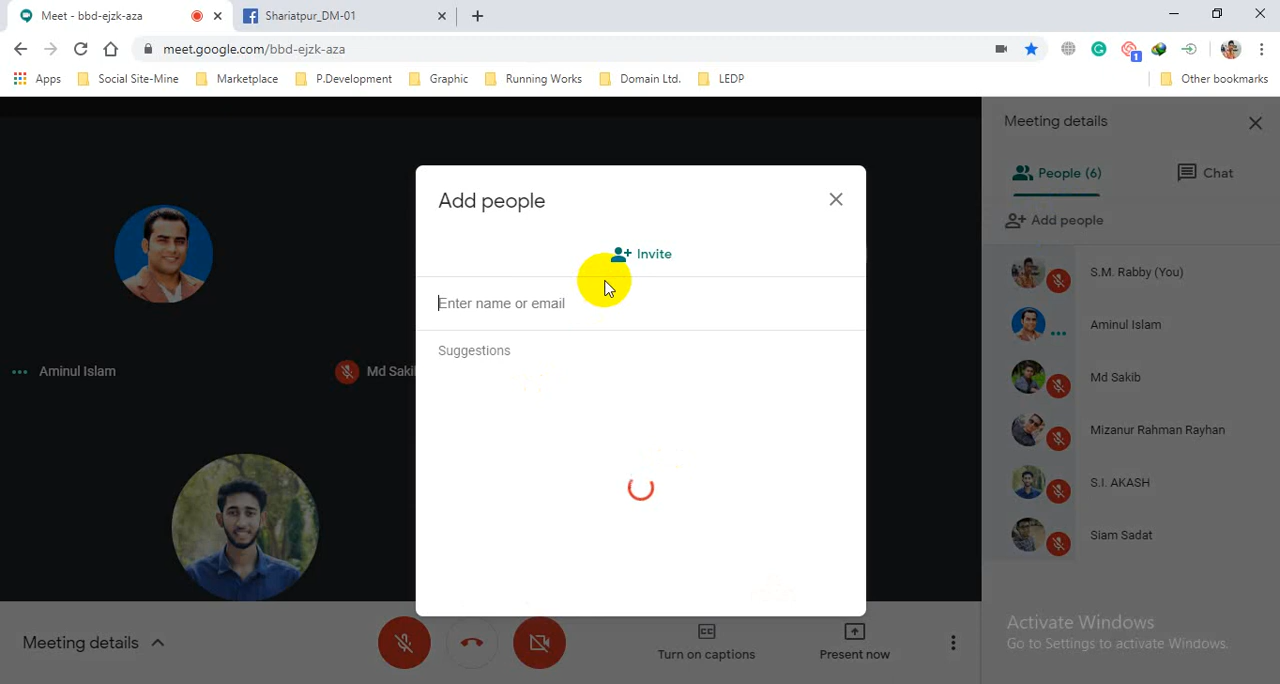 Meet - bbd-ejzk-aza
Shariatpur_DM-01
meet.google.com/bbd-ejzk-aza
1
Apps
Social Site-Mine
Marketplace
P.Development
Graphic
Running Works
Domain Ltd.
LEDP
Other bookmarks
Meeting details
People (6)
Chat
Add people
S.M. Rabby (You)
Aminul Islam
Md Sakib
Mizanur Rahman Rayhan
S.I. AKASH
Siam Sadat
Add people
Invite
Enter name or email
Suggestions
Aminul Islam
Md Saki
Activate Windows
Go to Settings to activate Windows.
Meeting details
Turn on captions
Present now